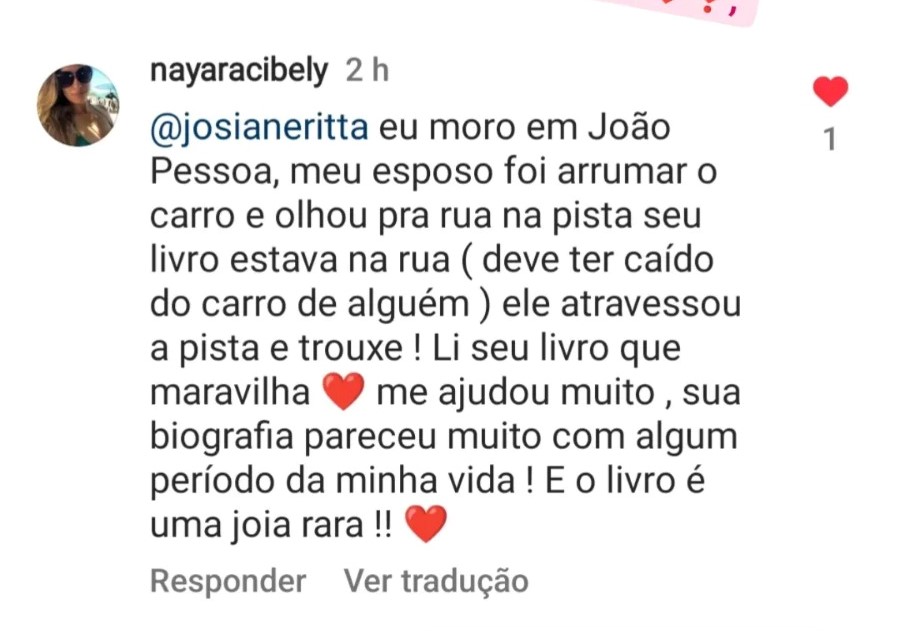 nayaracibely 2 h
@josianeritta eu moro em João
Pessoa, meu esposo foi arrumar o
carro e olhou pra rua na pista seu
livro estava na rua ( deve ter caído
do carro de alguém ) ele atravessou
a pista e trouxe ! Li seu livro que
maravilha ❤️ me ajudou muito , sua
biografia pareceu muito com algum
período da minha vida ! E o livro é
uma joia rara !! ❤️
1
Responder Ver tradução